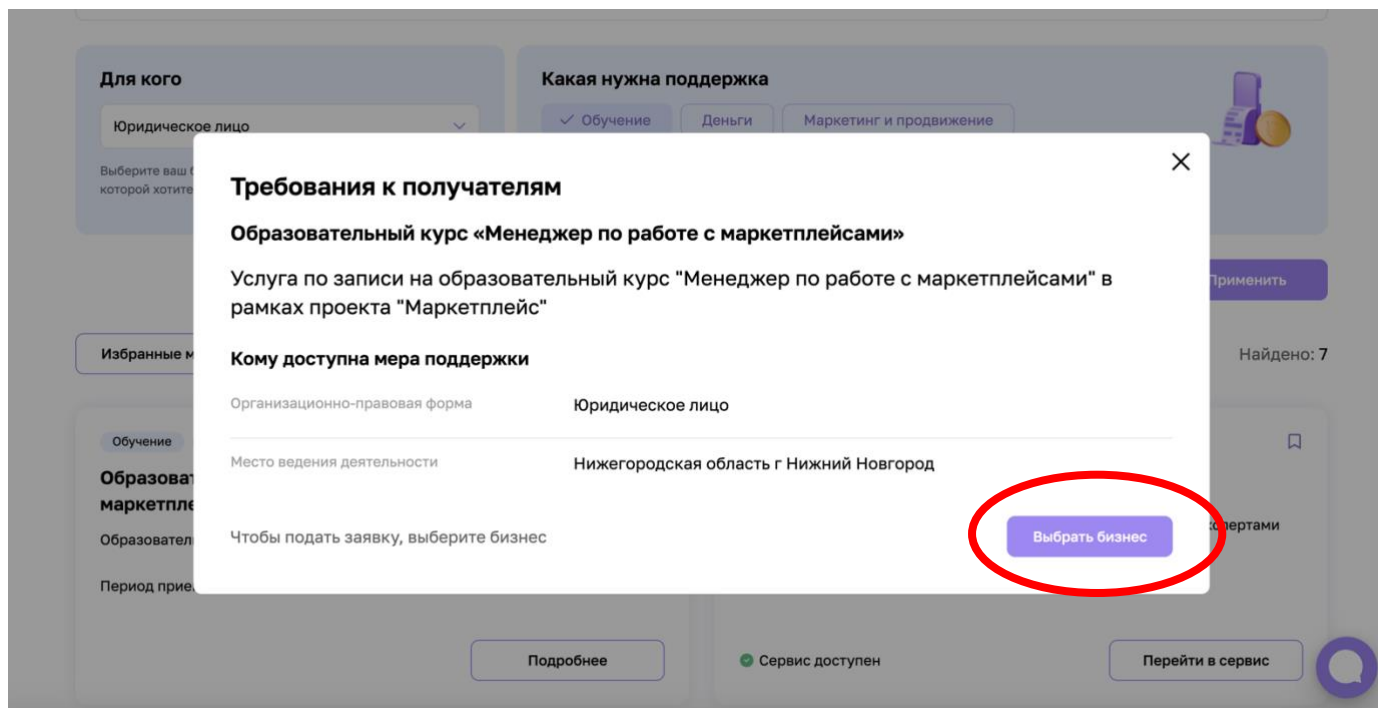 Для кого
Какая нужна поддержка
Юридическое лицо
Обучение
Деньги
Маркетинг и продвижение
Выберите ваш
которой хотите
Требования к получателям
Образовательный курс «Менеджер по работе с маркетплейсами»
Услуга по записи на образовательный курс "Менеджер по работе с маркетплейсами" в
рамках проекта "Маркетплейс"
Применить
Избранные
Найдено: 7
Кому доступна мера поддержки
Организационно-правовая форма Юридическое лицо
Место ведения деятельности Нижегородская область г Нижний Новгород
Чтобы подать заявку, выберите бизнес
Выбрать бизнес
Обучение
Период
Подробнее
Сервис доступен
Перейти в сервис